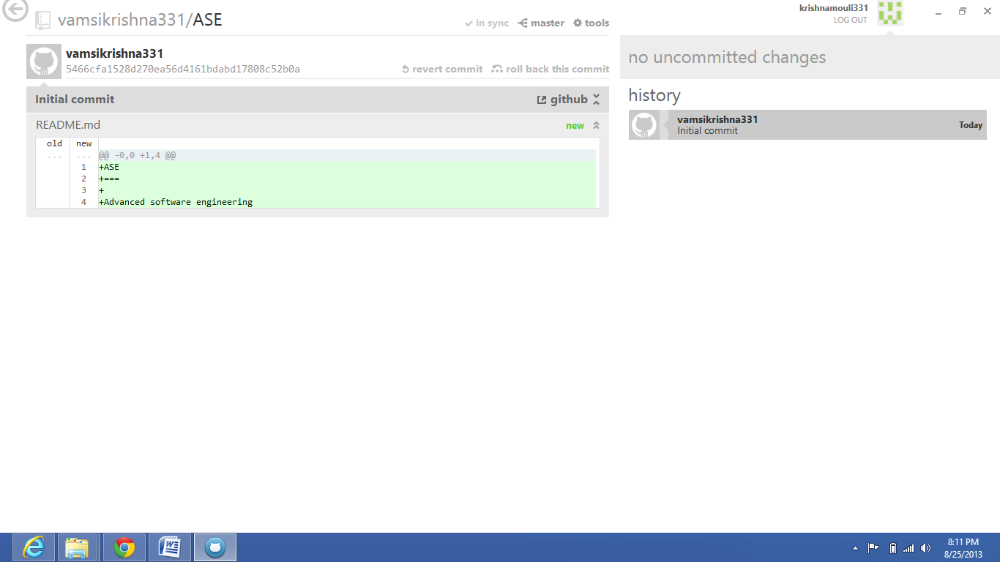 vamsikrishna331/ASE
in sync master tools
vamsikrishna331
5466cfa1528d270ea56d4161bdabd17808c52b0a
revert commit roll back this commit
Initial commit
github
README.md
new
old new
... ... @@ -0,0 +1,4 @@
1 +ASE
2 +===
3 +
4 +Advanced software engineering
krishnamouli331
LOG OUT
no uncommitted changes
history
vamsikrishna331
Initial commit
Today
8:11 PM
8/25/2013